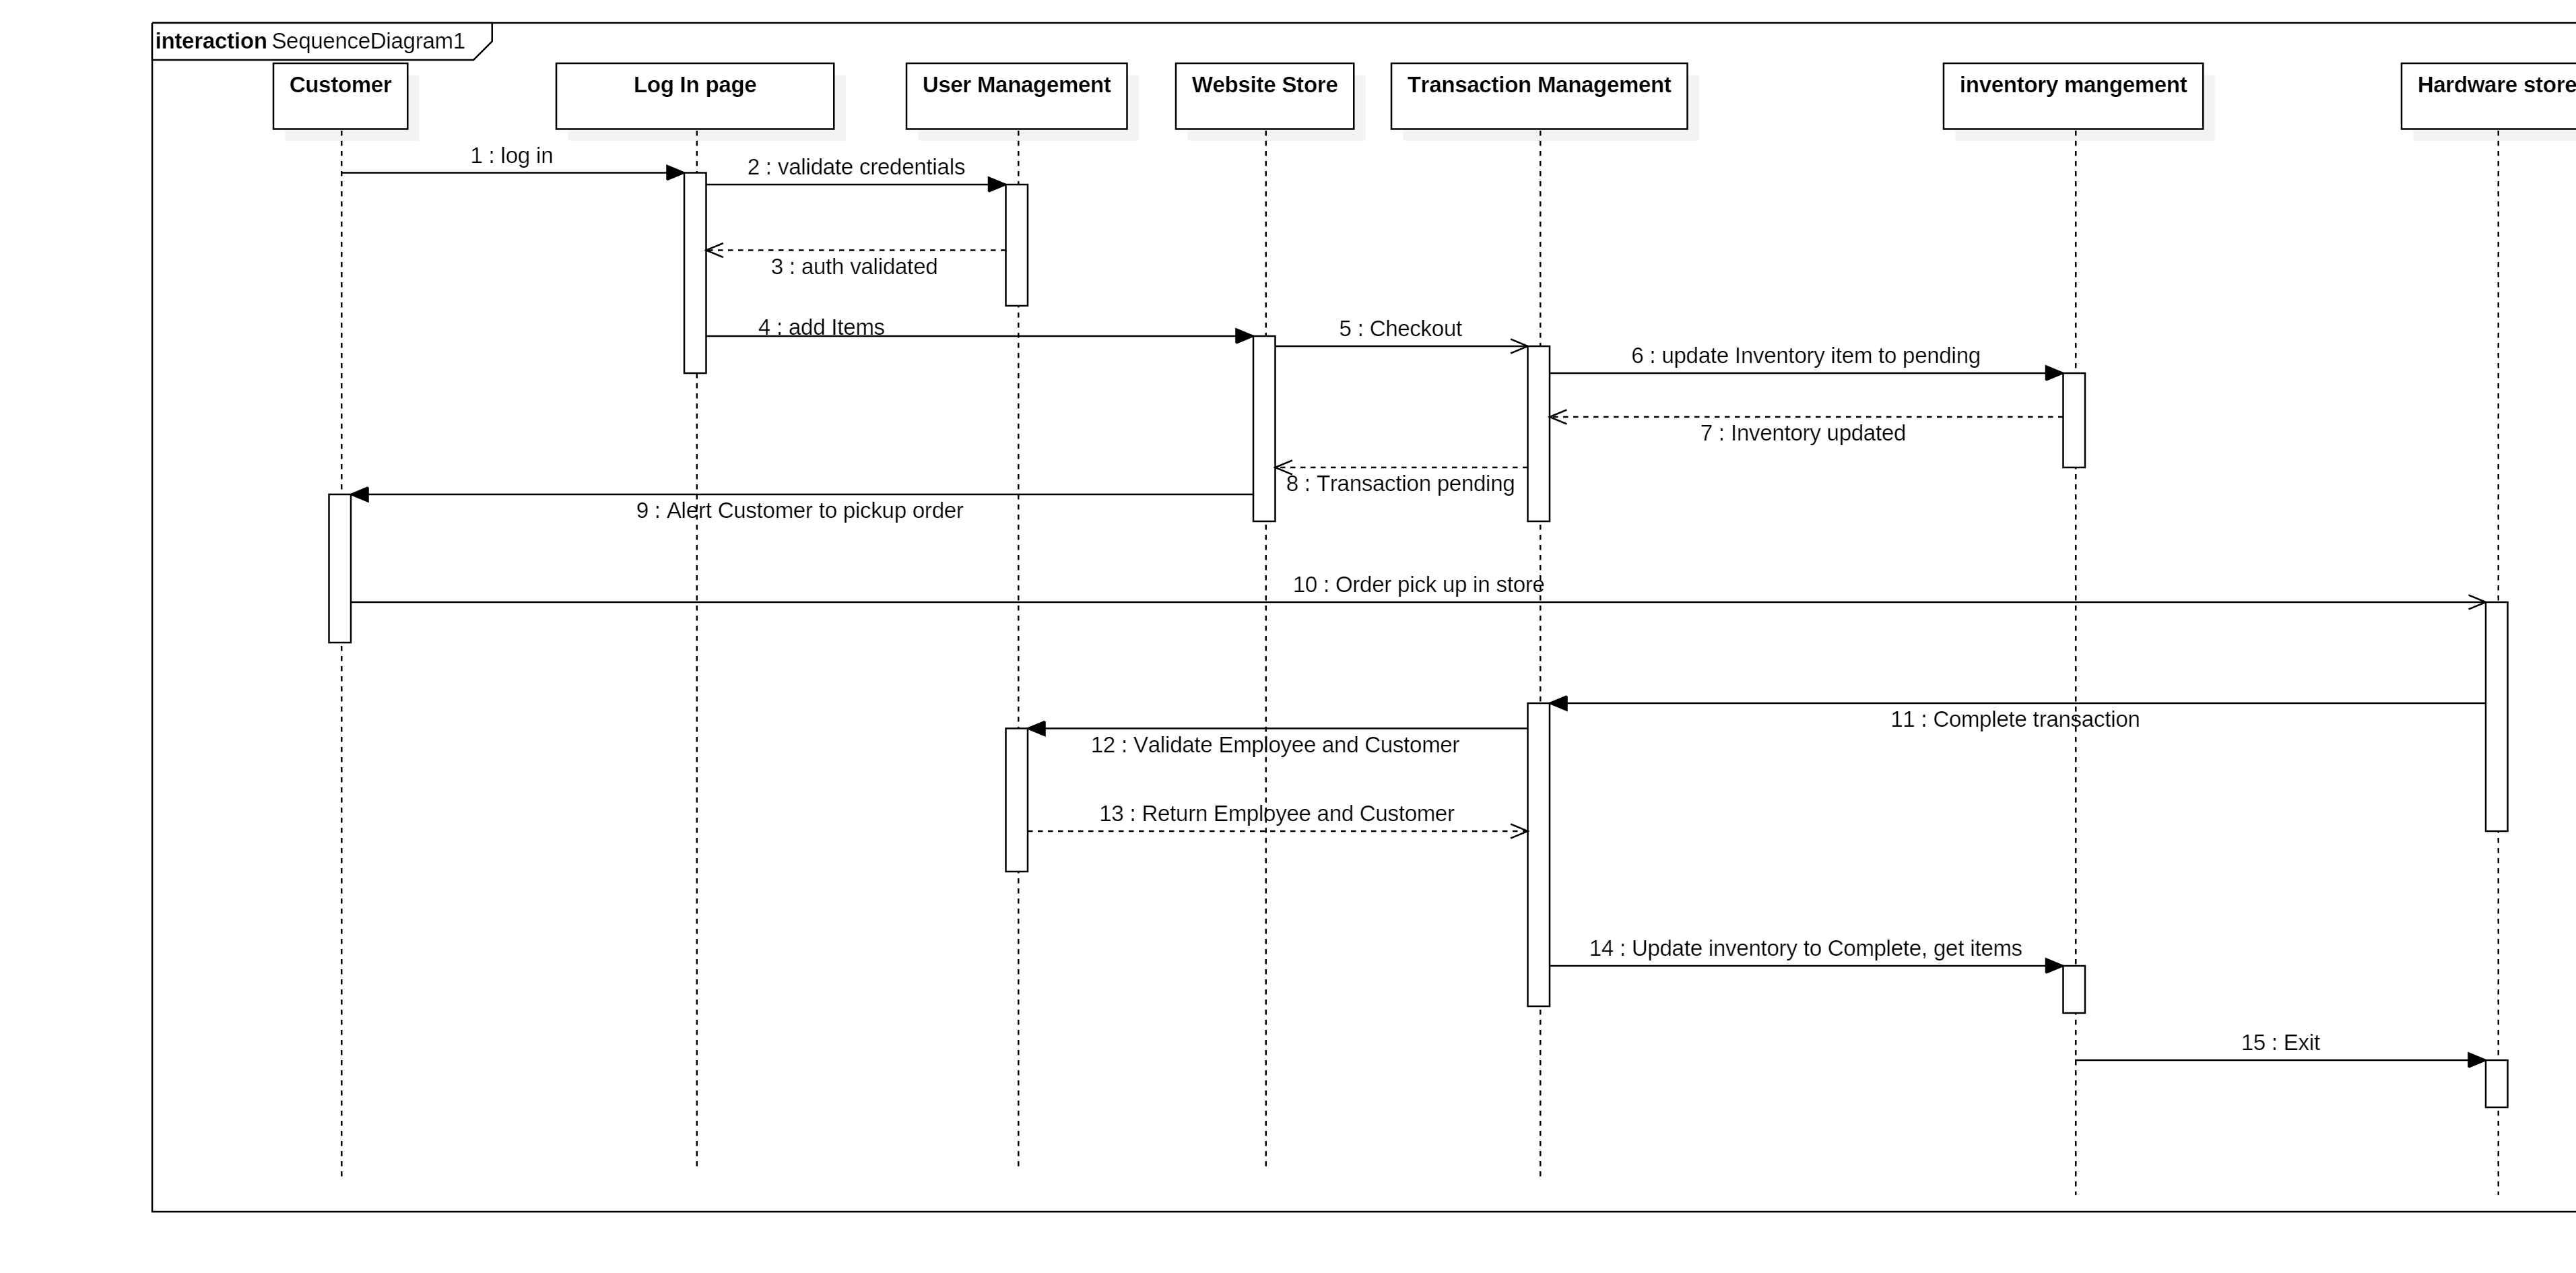 interaction SequenceDiagram1
Customer
Log In page
User Management
Website Store
Transaction Management
inventory mangement
Hardware store
1 : log in
2 : validate credentials
3 : auth validated
4 : add Items
5 : Checkout
6 : update Inventory item to pending
7 : Inventory updated
8 : Transaction pending
9 : Alert Customer to pickup order
10 : Order pick up in store
11 : Complete transaction
12 : Validate Employee and Customer
13 : Return Employee and Customer
14 : Update inventory to Complete, get items
15 : Exit